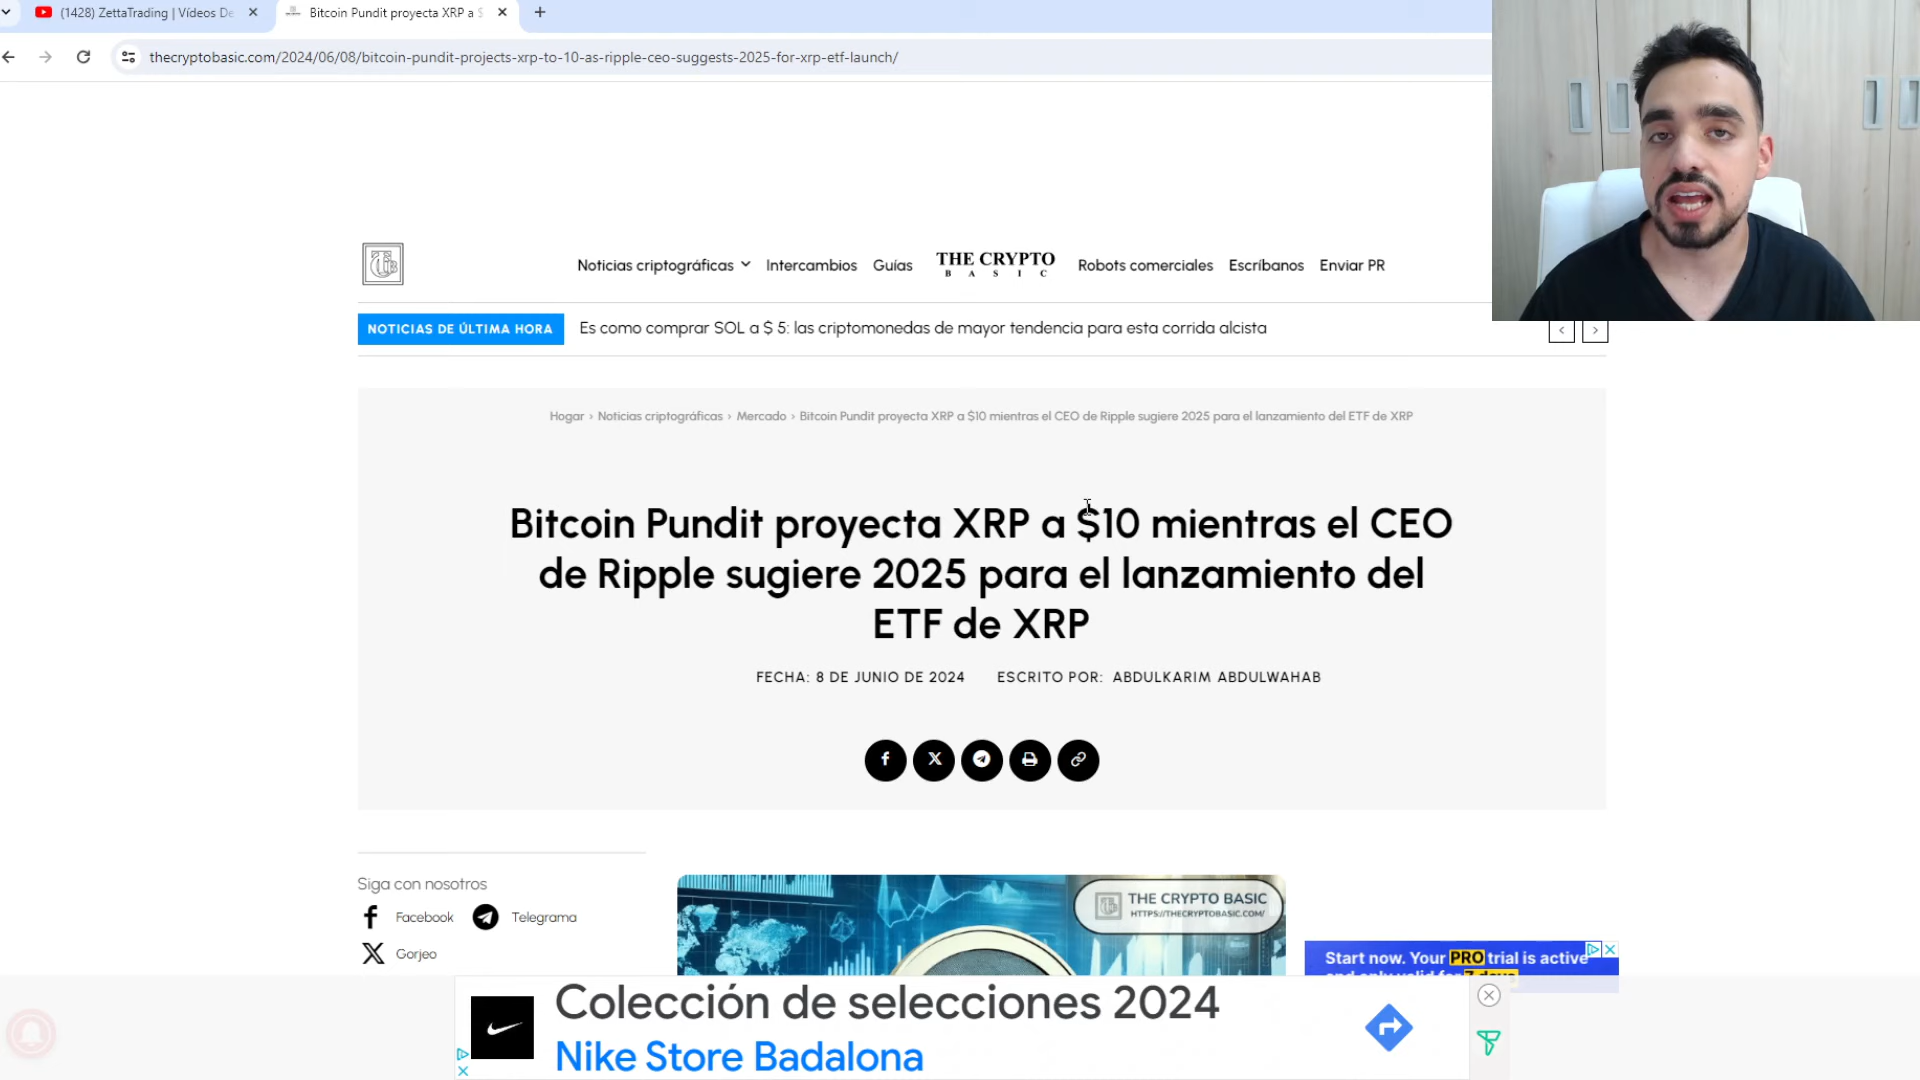 (1428) ZettaTrading | Vídeos De
Bitcoin Pundit proyecta XRP a $
thecryptobasic.com/2024/06/08/bitcoin-pundit-projects-xrp-to-10-as-ripple-ceo-suggests-2025-for-xrp-etf-launch/
Noticias criptográficas Intercambios Guías THE CRYPTO BASIC Robots comerciales Escríbanos Enviar PR
NOTICIAS DE ÚLTIMA HORA Es como comprar SOL a $ 5: las criptomonedas de mayor tendencia para esta corrida alcista
Hogar › Noticias criptográficas › Mercado › Bitcoin Pundit proyecta XRP a $10 mientras el CEO de Ripple sugiere 2025 para el lanzamiento del ETF de XRP
Bitcoin Pundit proyecta XRP a $10 mientras el CEO
de Ripple sugiere 2025 para el lanzamiento del
ETF de XRP
FECHA: 8 DE JUNIO DE 2024 ESCRITO POR: ABDULKARIM ABDULWAHAB
Siga con nosotros
Facebook Telegrama
Gorjeo
THE CRYPTO BASIC
HTTPS://THECRYPTOBASIC.COM/
Start now. Your PRO trial is active
and only valid for 7 days
Colección de selecciones 2024
Nike Store Badalona